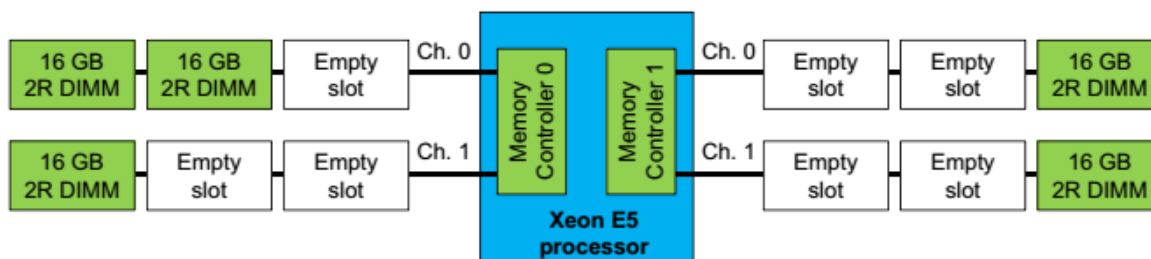 16 GB
2R DIMM
16 GB
2R DIMM
Empty
slot
Ch. 0
Memory
Controller 0
Memory
Controller 1
Ch. 0
Empty
slot
Empty
slot
16 GB
2R DIMM
16 GB
2R DIMM
Empty
slot
Empty
slot
Ch. 1
Ch. 1
Empty
slot
Empty
slot
16 GB
2R DIMM
Xeon E5
processor